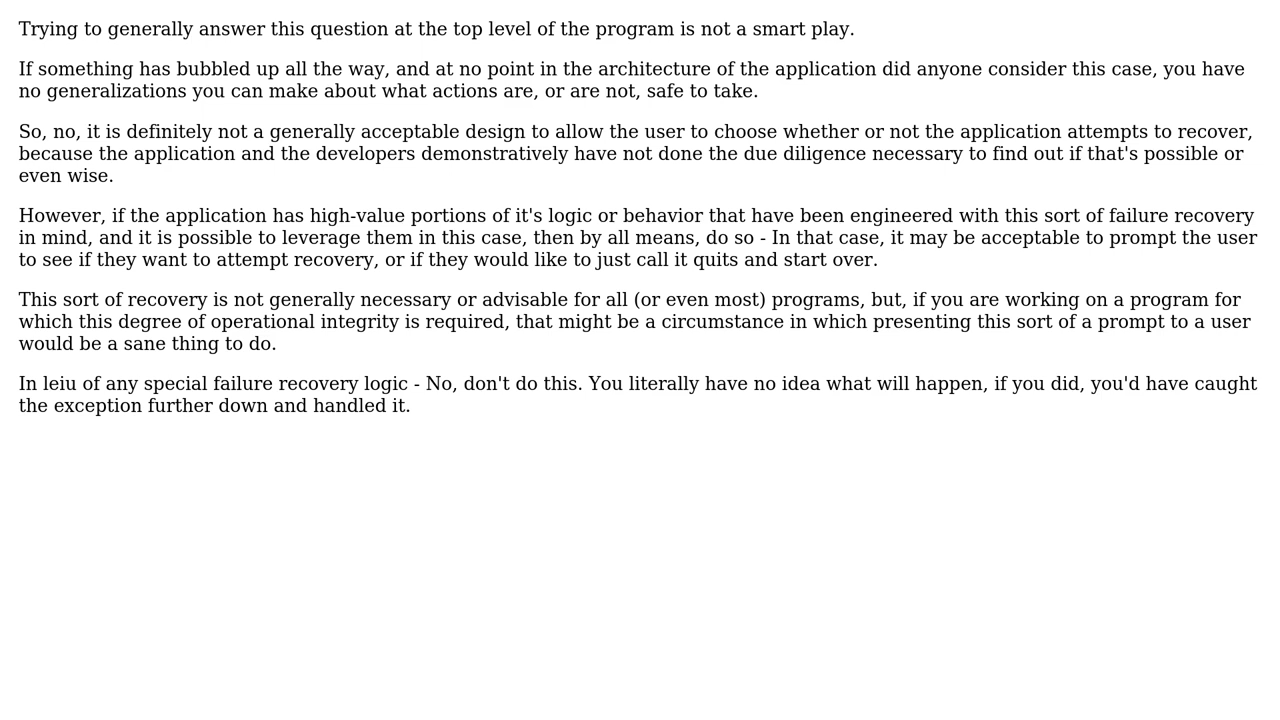 Trying to generally answer this question at the top level of the program is not a smart play.
If something has bubbled up all the way, and at no point in the architecture of the application did anyone consider this case, you have
no generalizations you can make about what actions are, or are not, safe to take.
So, no, it is definitely not a generally acceptable design to allow the user to choose whether or not the application attempts to recover,
because the application and the developers demonstratively have not done the due diligence necessary to find out if that's possible or
even wise.
However, if the application has high-value portions of it's logic or behavior that have been engineered with this sort of failure recovery
in mind, and it is possible to leverage them in this case, then by all means, do so - In that case, it may be acceptable to prompt the user
to see if they want to attempt recovery, or if they would like to just call it quits and start over.
This sort of recovery is not generally necessary or advisable for all (or even most) programs, but, if you are working on a program for
which this degree of operational integrity is required, that might be a circumstance in which presenting this sort of a prompt to a user
would be a sane thing to do.
In leiu of any special failure recovery logic - No, don't do this. You literally have no idea what will happen, if you did, you'd have caught
the exception further down and handled it.